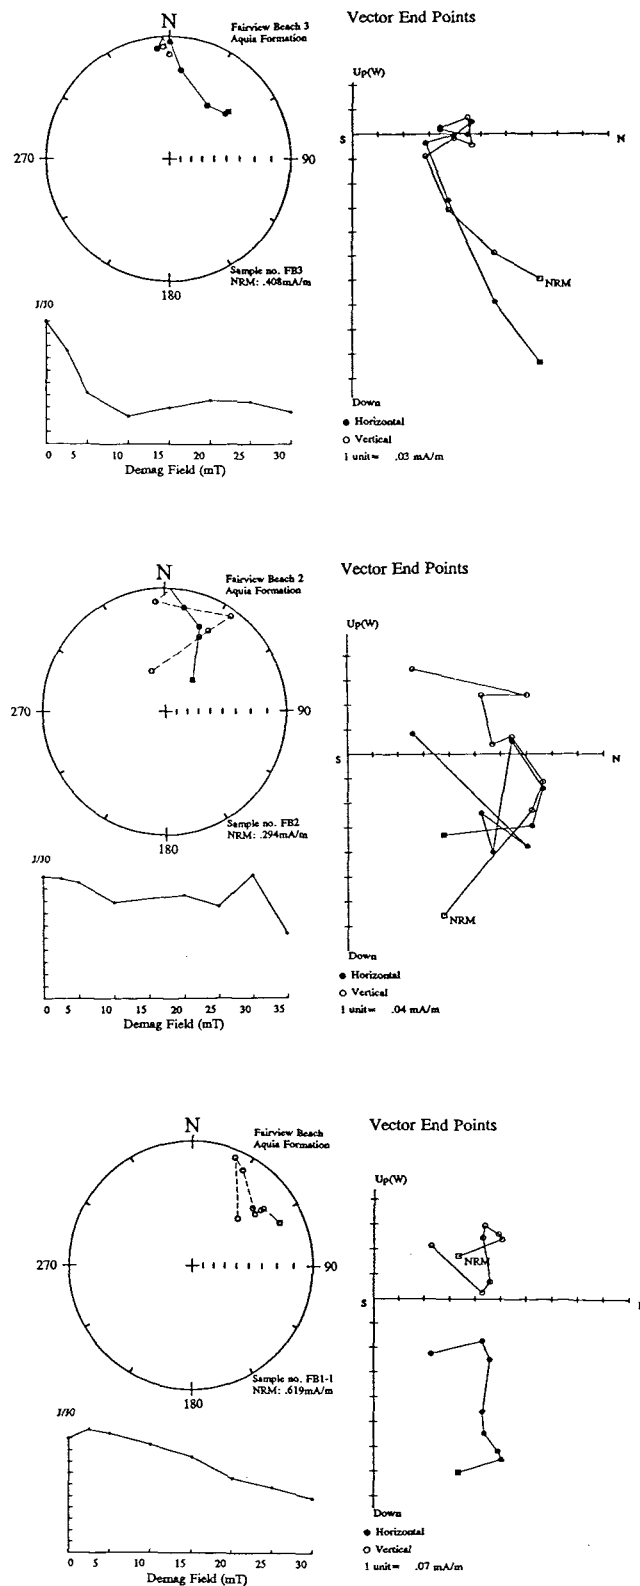 N
Fairview Beach 3
Aquia Formation
270
90
180
Sample no. FB3
NRM: .408mA/m
J/J0
0 5 10 15 20 25 30
Demag Field (mT)
Vector End Points
Up(W)
S
N
NRM
Down
● Horizontal
○ Vertical
1 unit= .03 mA/m
N
Fairview Beach 2
Aquia Formation
270
90
180
Sample no. FB2
NRM: .294mA/m
J/J0
0 5 10 15 20 25 30 35
Demag Field (mT)
Vector End Points
Up(W)
S
N
NRM
Down
● Horizontal
○ Vertical
1 unit= .04 mA/m
N
Fairview Beach
Aquia Formation
270
90
180
Sample no. FB1-1
NRM: .619mA/m
J/J0
0 5 10 15 20 25 30
Demag Field (mT)
Vector End Points
Up(W)
S
NRM
Down
● Horizontal
○ Vertical
1 unit= .07 mA/m